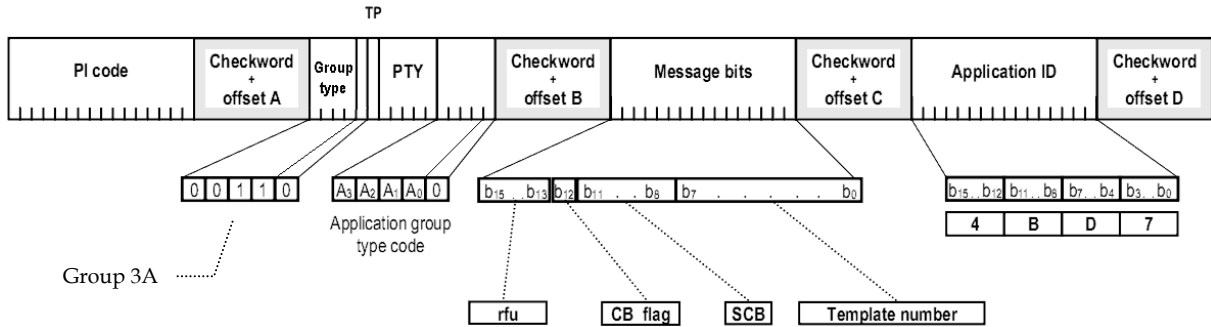 TP
PI code
Checkword
+
offset A
Group
type
PTY
Checkword
+
offset B
Message bits
Checkword
+
offset C
Application ID
Checkword
+
offset D
0 0 1 1 0
A₃ A₂ A₁ A₀ 0
b₁₅ . . b₁₃ b₁₂ b₁₁ . . b₈ b₇ . . . . . b₀
b₁₅ . . b₁₂ b₁₁ . . b₈ b₇ . . b₄ b₃ . . b₀
4 B D 7
Application group
type code
Group 3A
rfu
CB flag
SCB
Template number